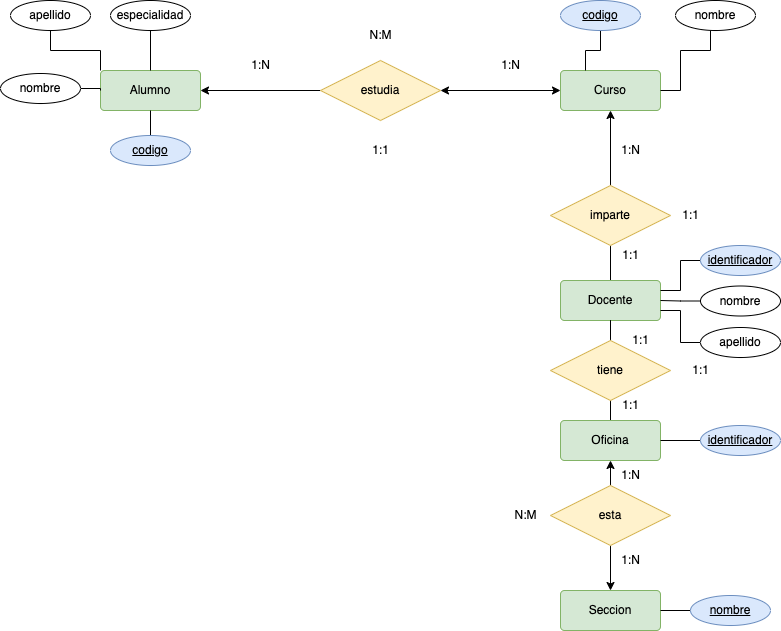 apellido
especialidad
codigo
nombre
N:M
1:N
1:N
nombre
Alumno
estudia
Curso
codigo
1:1
1:N
imparte
1:1
1:1
identificador
Docente
nombre
1:1
apellido
tiene
1:1
1:1
Oficina
identificador
1:N
N:M
esta
1:N
Seccion
nombre